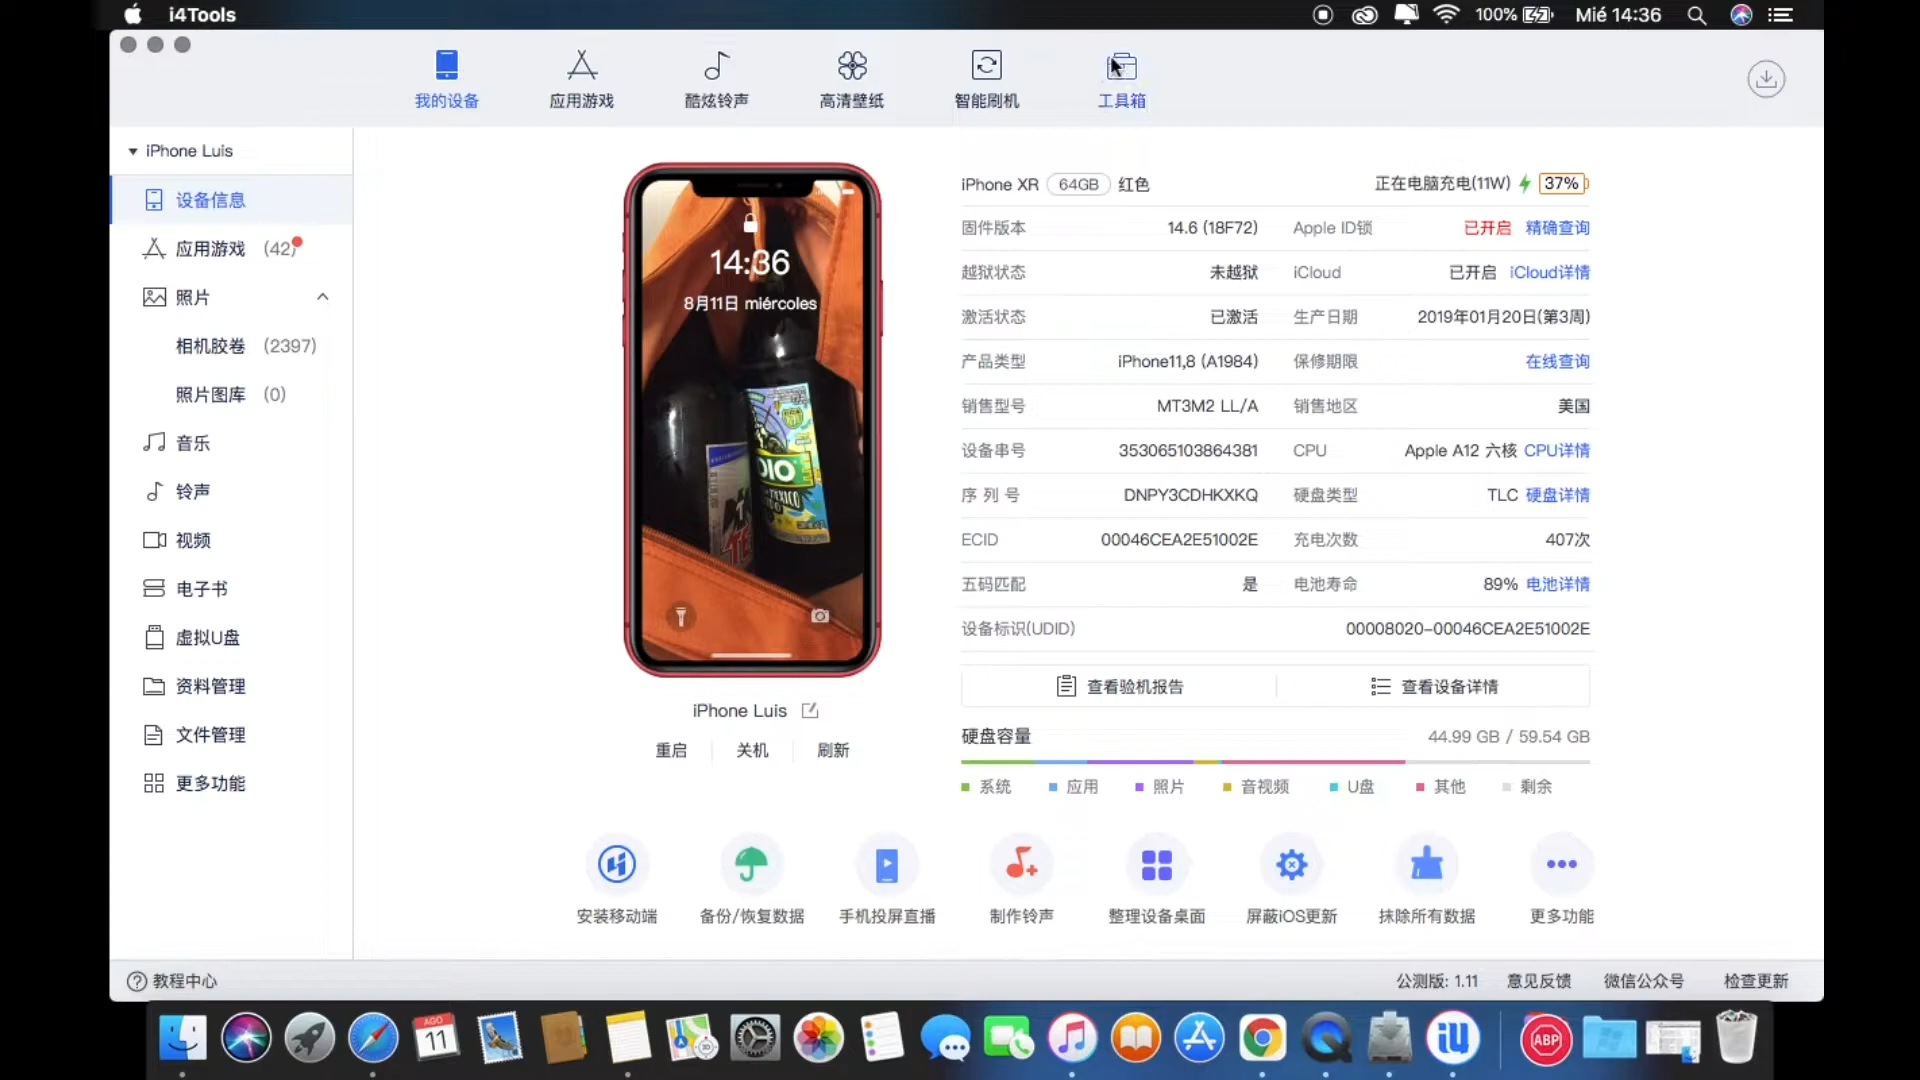 i4Tools
100%
Mié 14:36
我的设备
应用游戏
酷炫铃声
高清壁纸
智能刷机
工具箱
iPhone Luis
设备信息
应用游戏 (42)
照片
相机胶卷 (2397)
照片图库 (0)
音乐
铃声
视频
电子书
虚拟U盘
资料管理
文件管理
更多功能
14:36
8月11日 miércoles
iPhone Luis
重启
关机
刷新
iPhone XR 64GB 红色 正在电脑充电(11W) 37%
固件版本 14.6 (18F72) Apple ID锁 已开启 精确查询
越狱状态 未越狱 iCloud 已开启 iCloud详情
激活状态 已激活 生产日期 2019年01月20日(第3周)
产品类型 iPhone11,8 (A1984) 保修期限 在线查询
销售型号 MT3M2 LL/A 销售地区 美国
设备串号 353065103864381 CPU Apple A12 六核 CPU详情
序 列 号 DNPY3CDHKXKQ 硬盘类型 TLC 硬盘详情
ECID 00046CEA2E51002E 充电次数 407次
五码匹配 是 电池寿命 89% 电池详情
设备标识(UDID) 00008020-00046CEA2E51002E
查看验机报告 查看设备详情
硬盘容量 44.99 GB / 59.54 GB
系统 应用 照片 音视频 U盘 其他 剩余
安装移动端
备份/恢复数据
手机投屏直播
制作铃声
整理设备桌面
屏蔽iOS更新
抹除所有数据
更多功能
教程中心
公测版: 1.11
意见反馈
微信公众号
检查更新
AGO
11
ABP